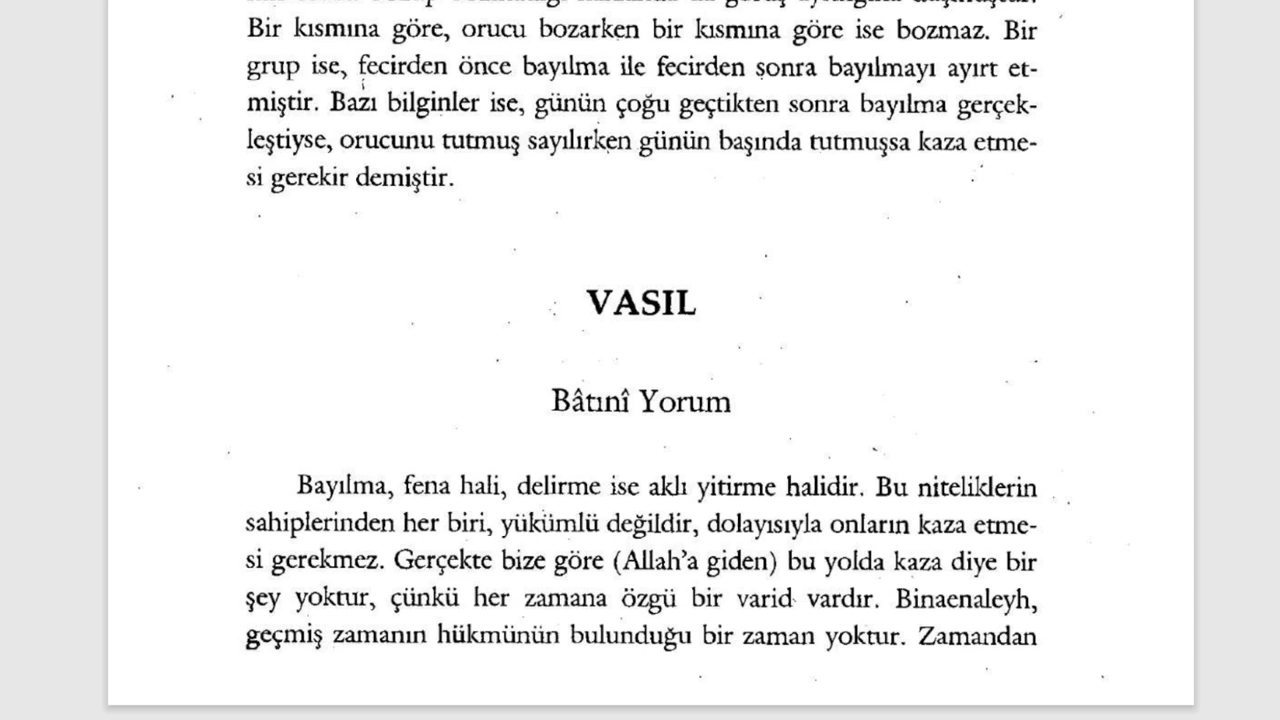 Bir kısmına göre, orucu bozarken bir kısmına göre ise bozmaz. Bir
grup ise, fecirden önce bayılma ile fecirden sonra bayılmayı ayırt et-
miştir. Bazı bilginler ise, günün çoğu geçtikten sonra bayılma gerçek-
leştiyse, orucunu tutmuş sayılırken günün başında tutmuşsa kaza etme-
si gerekir demiştir.
VASIL
Bâtınî Yorum
Bayılma, fena hali, delirme ise aklı yitirme halidir. Bu niteliklerin
sahiplerinden her biri, yükümlü değildir, dolayısıyla onların kaza etme-
si gerekmez. Gerçekte bize göre (Allah'a giden) bu yolda kaza diye bir
şey yoktur, çünkü her zamana özgü bir varid vardır. Binaenaleyh,
geçmiş zamanın hükmünün bulunduğu bir zaman yoktur. Zamandan